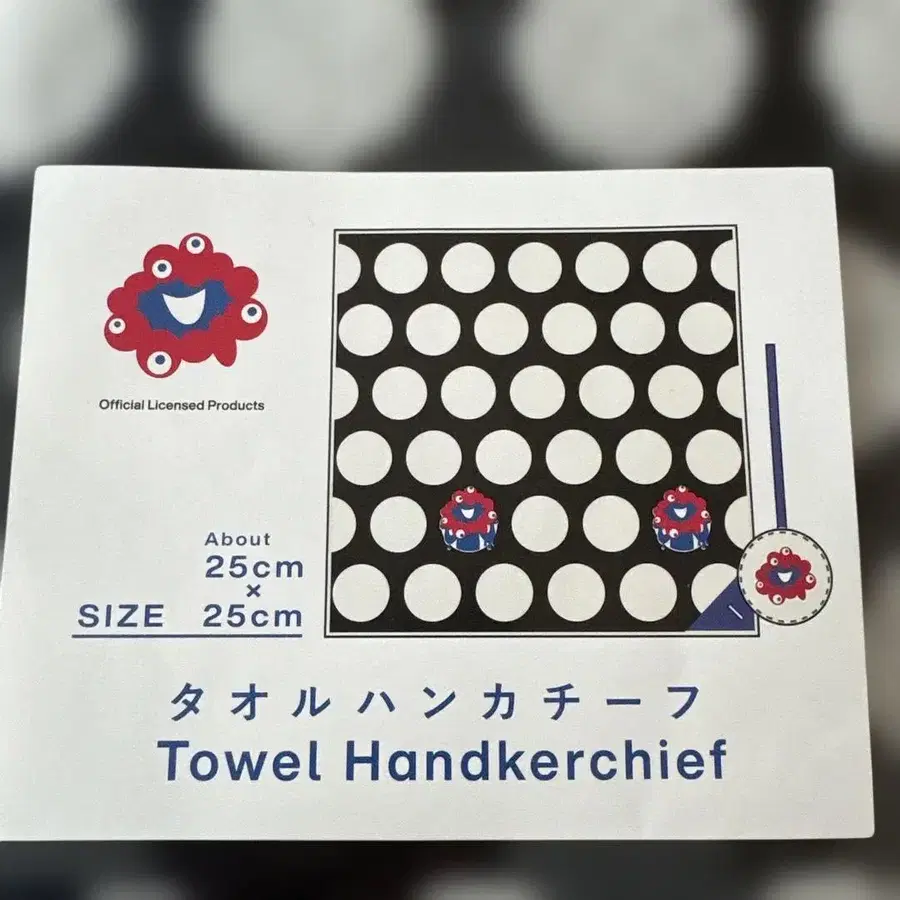 Official Licensed Products
About
25cm
×
SIZE 25cm
タオルハンカチーフ
Towel Handkerchief